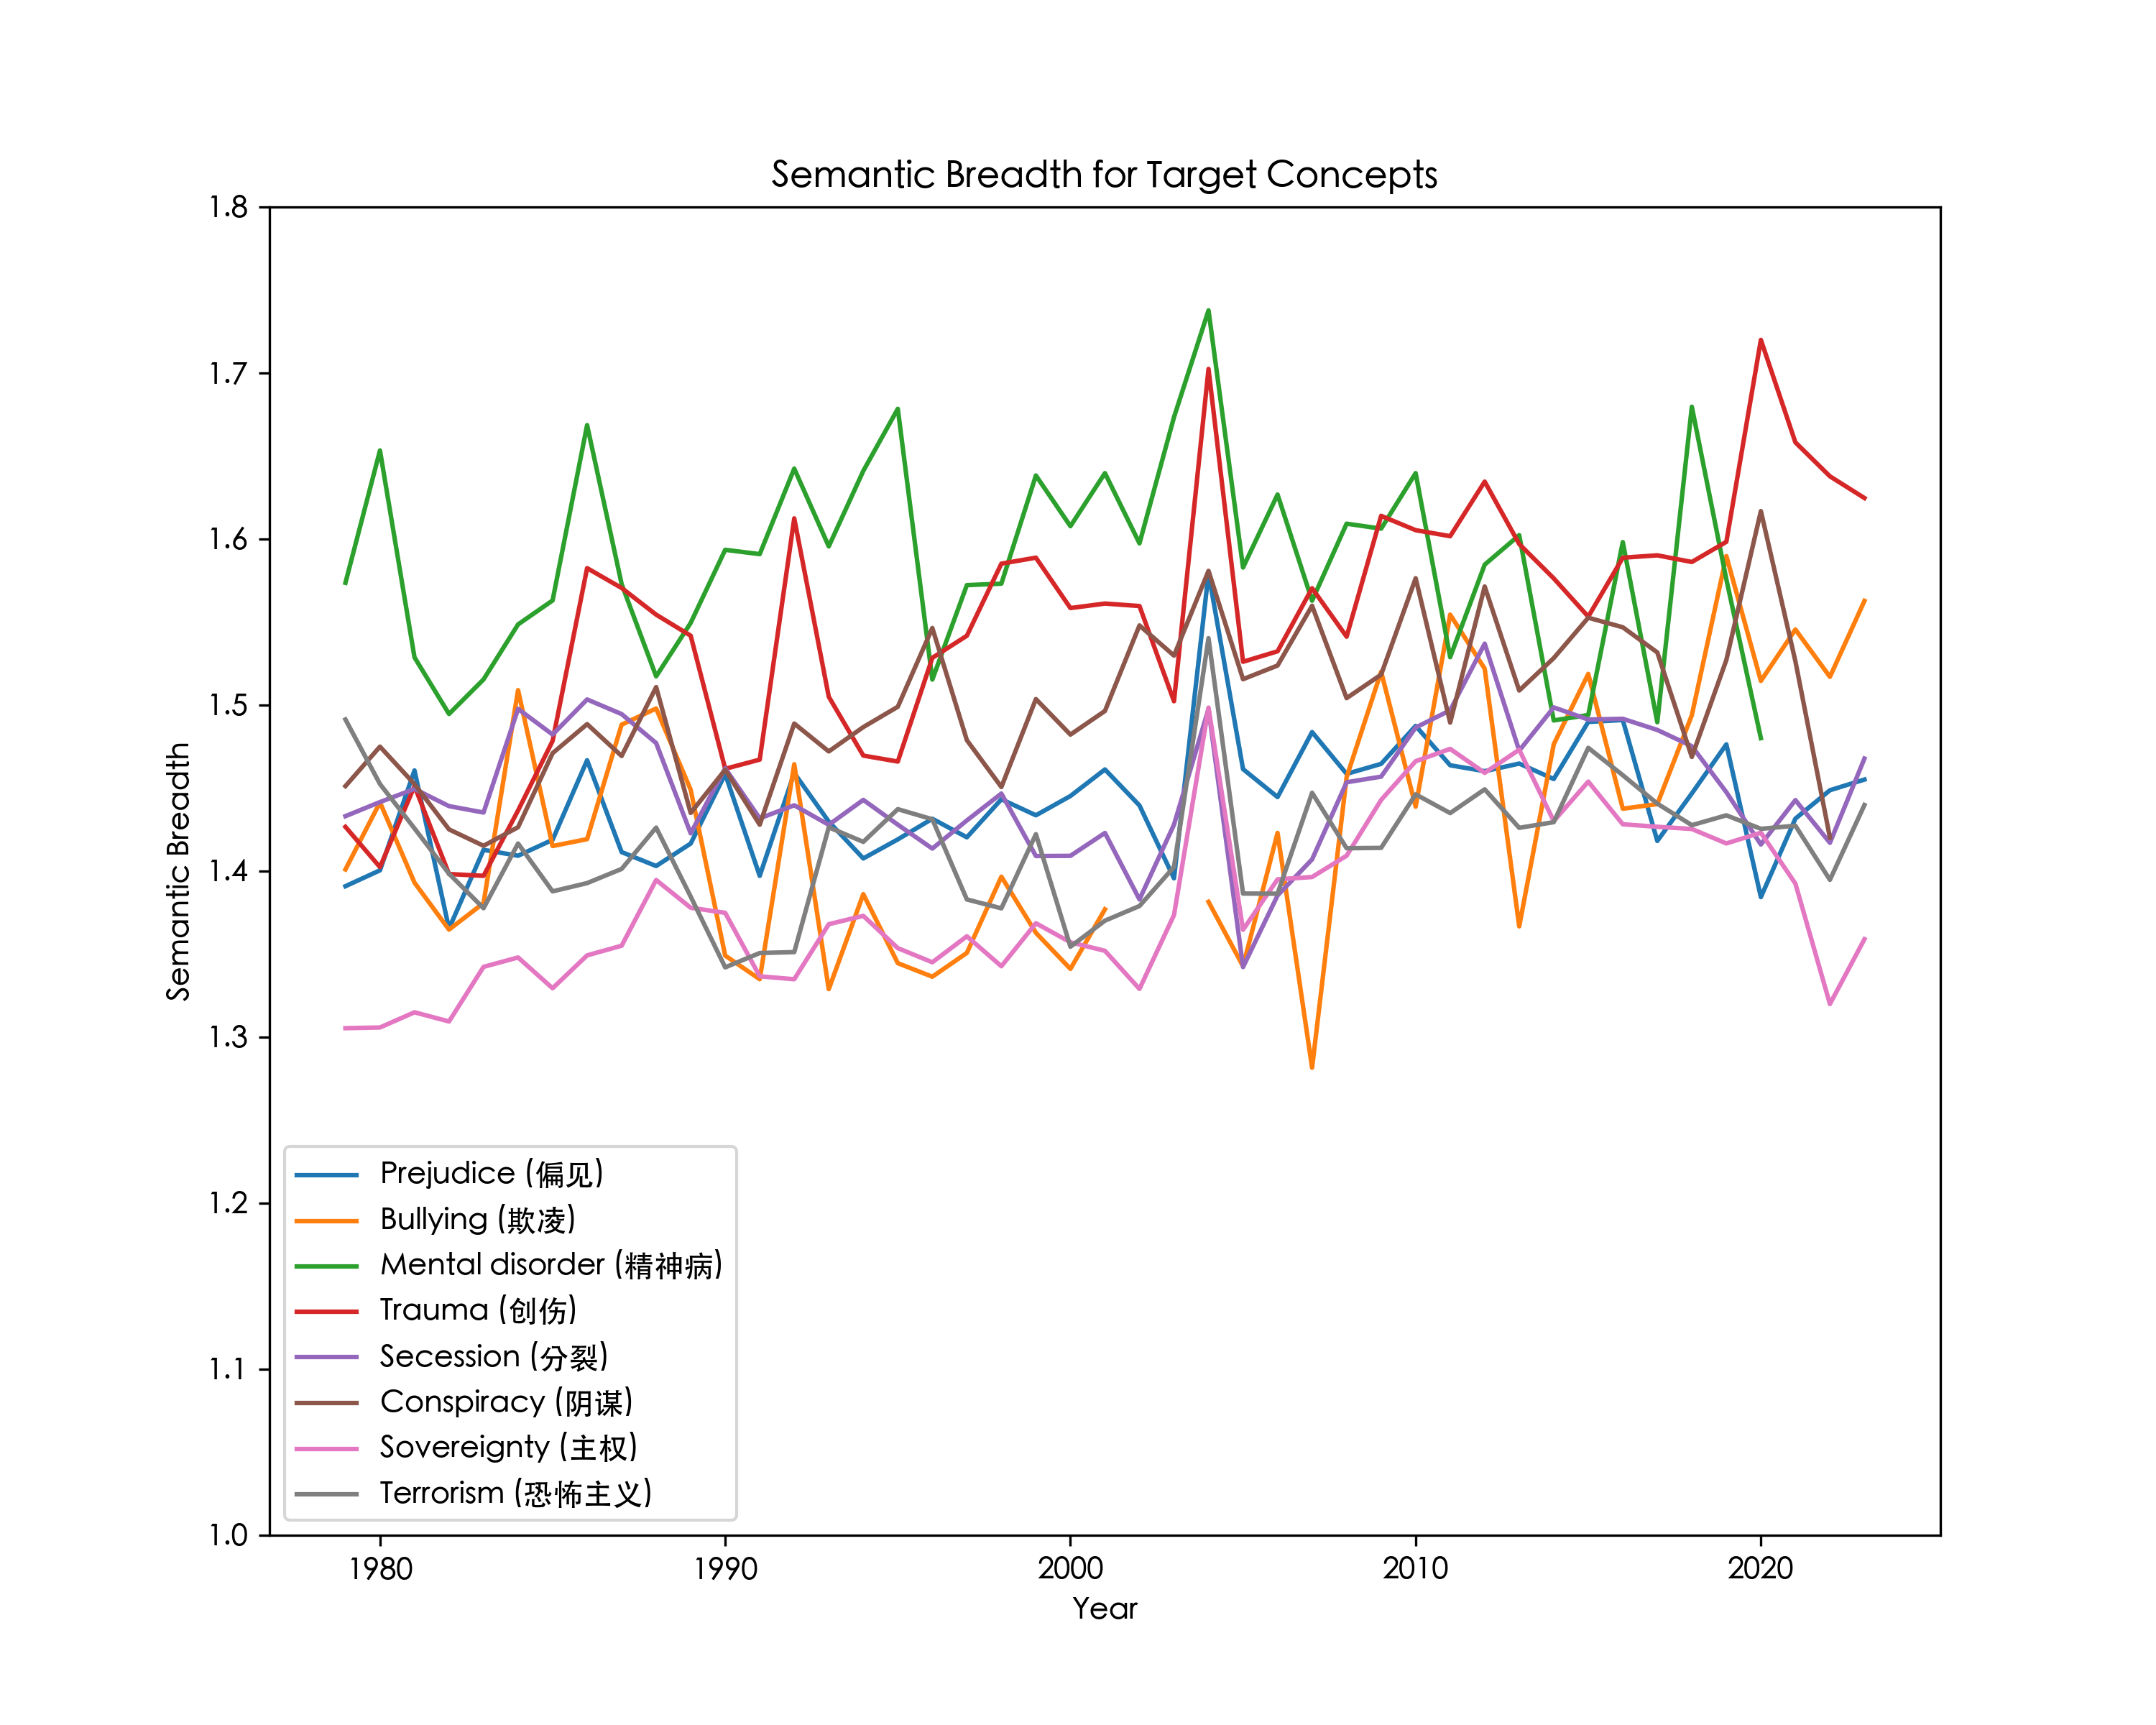 Semantic Breadth for Target Concepts
1.8
1.7
1.6
1.5
1.4
1.3
1.2
1.1
1.0
Semantic Breadth
Prejudice (偏见)
Bullying (欺凌)
Mental disorder (精神病)
Trauma (创伤)
Secession (分裂)
Conspiracy (阴谋)
Sovereignty (主权)
Terrorism (恐怖主义)
1980 1990 2000 2010 2020
Year